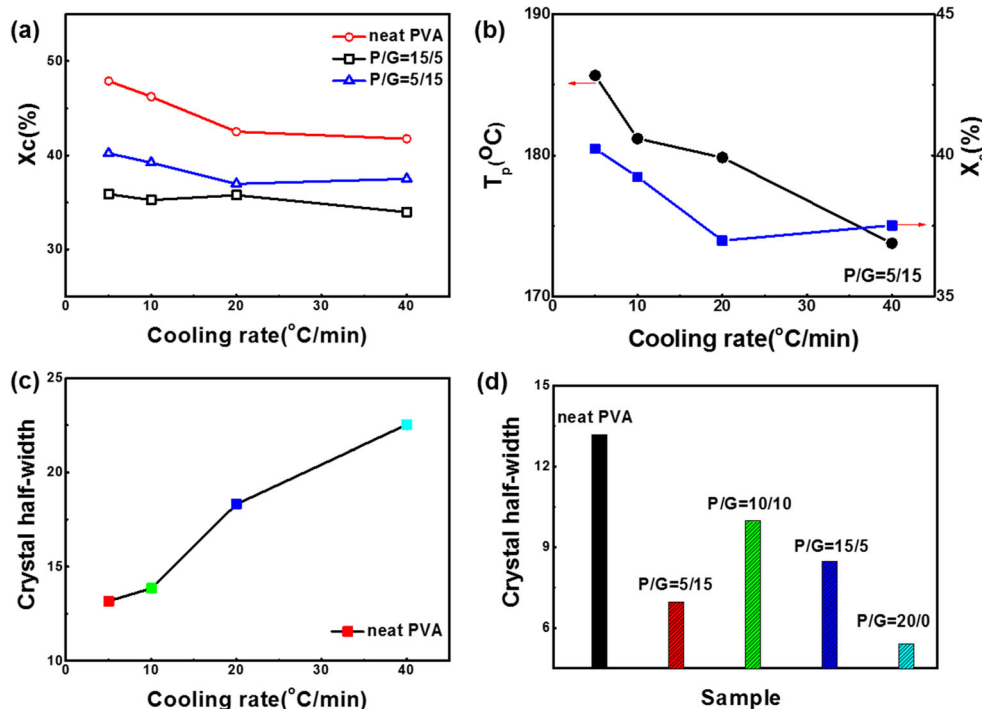 (a)
neat PVA
P/G=15/5
P/G=5/15
Xc(%)
50
40
30
0
10
20
30
40
Cooling rate(°C/min)
(b)
190
180
170
Tp(°C)
45
40
35
Xc(%)
P/G=5/15
0
10
20
30
40
Cooling rate(°C/min)
(c)
25
20
15
10
Crystal half-width
neat PVA
0
10
20
30
40
Cooling rate(°C/min)
(d)
15
13
9
6
Crystal half-width
neat PVA
P/G=5/15
P/G=10/10
P/G=15/5
P/G=20/0
Sample